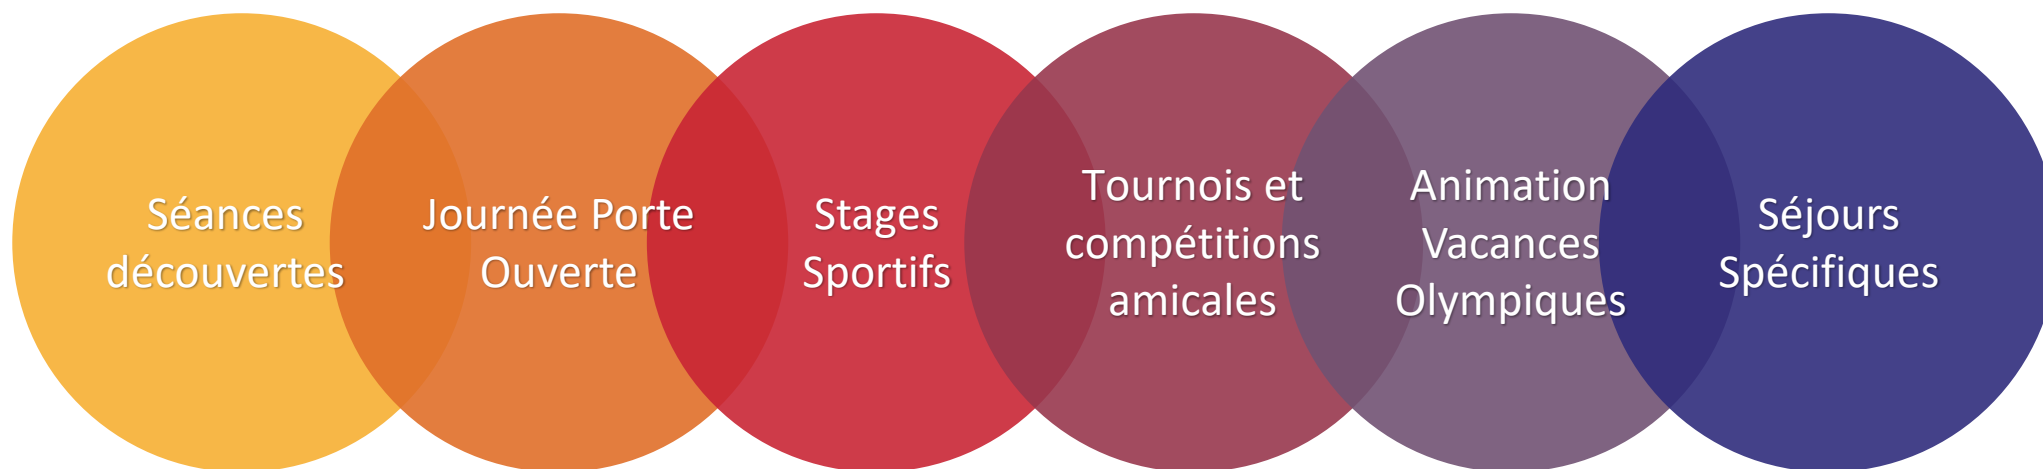 Séances
découvertes
Journée Porte
Ouverte
Stages
Sportifs
Tournois et
compétitions
amicales
Animation
Vacances
Olympiques
Séjours
Spécifiques